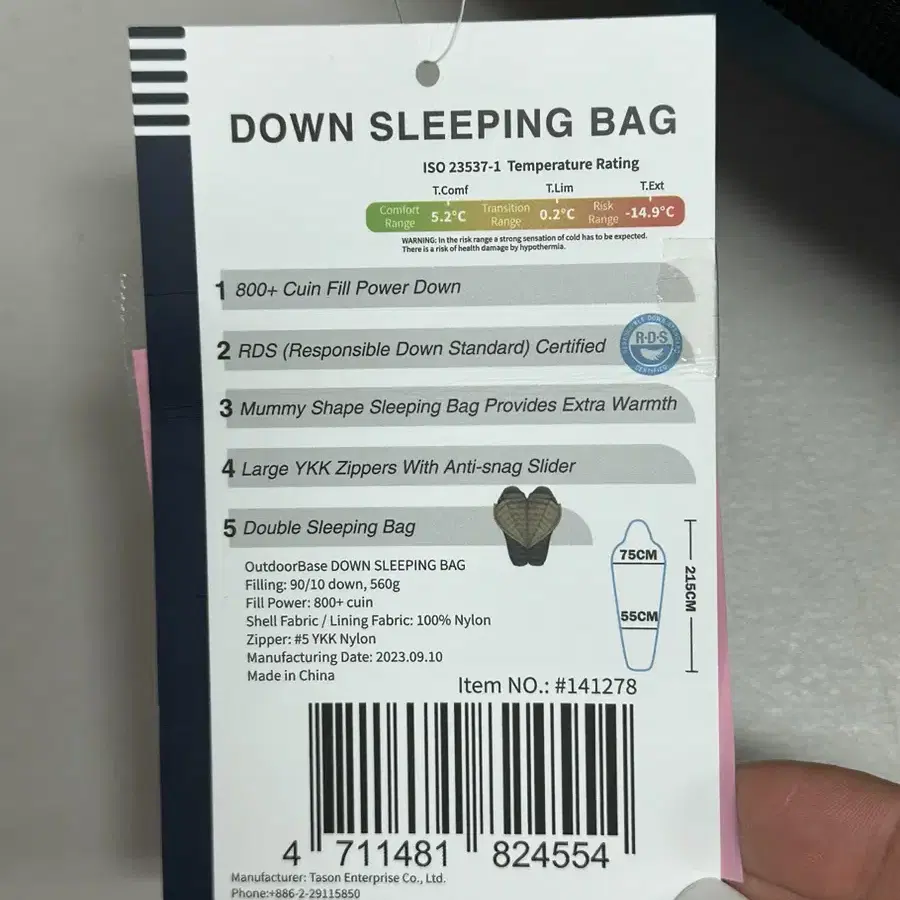 DOWN SLEEPING BAG
ISO 23537-1 Temperature Rating
T.Comf T.Lim T.Ext
Comfort Range 5.2°C Transition Range 0.2°C Risk Range -14.9°C
WARNING: In the risk range a strong sensation of cold has to be expected.
There is a risk of health damage by hypothermia.
1 800+ Cuin Fill Power Down
2 RDS (Responsible Down Standard) Certified
R·D·S
CERTIFIED
3 Mummy Shape Sleeping Bag Provides Extra Warmth
4 Large YKK Zippers With Anti-snag Slider
5 Double Sleeping Bag
75CM
55CM
215CM
OutdoorBase DOWN SLEEPING BAG
Filling: 90/10 down, 560g
Fill Power: 800+ cuin
Shell Fabric / Lining Fabric: 100% Nylon
Zipper: #5 YKK Nylon
Manufacturing Date: 2023.09.10
Made in China
Item NO.: #141278
4 711481 824554
Manufacturer: Tason Enterprise Co., Ltd.
Phone:+886-2-29115850